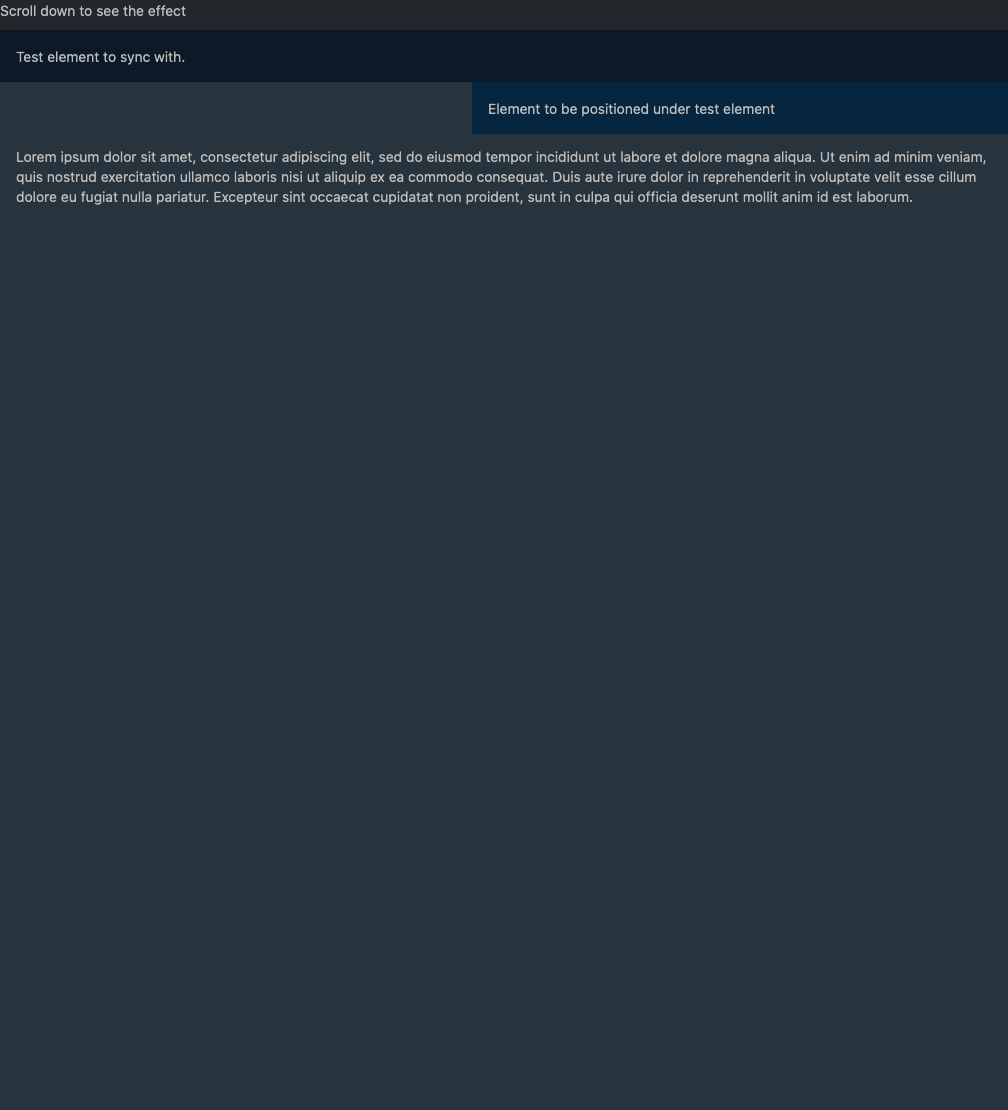 Scroll down to see the effect
Test element to sync with.
Element to be positioned under test element
Lorem ipsum dolor sit amet, consectetur adipiscing elit, sed do eiusmod tempor incididunt ut labore et dolore magna aliqua. Ut enim ad minim veniam,
quis nostrud exercitation ullamco laboris nisi ut aliquip ex ea commodo consequat. Duis aute irure dolor in reprehenderit in voluptate velit esse cillum
dolore eu fugiat nulla pariatur. Excepteur sint occaecat cupidatat non proident, sunt in culpa qui officia deserunt mollit anim id est laborum.